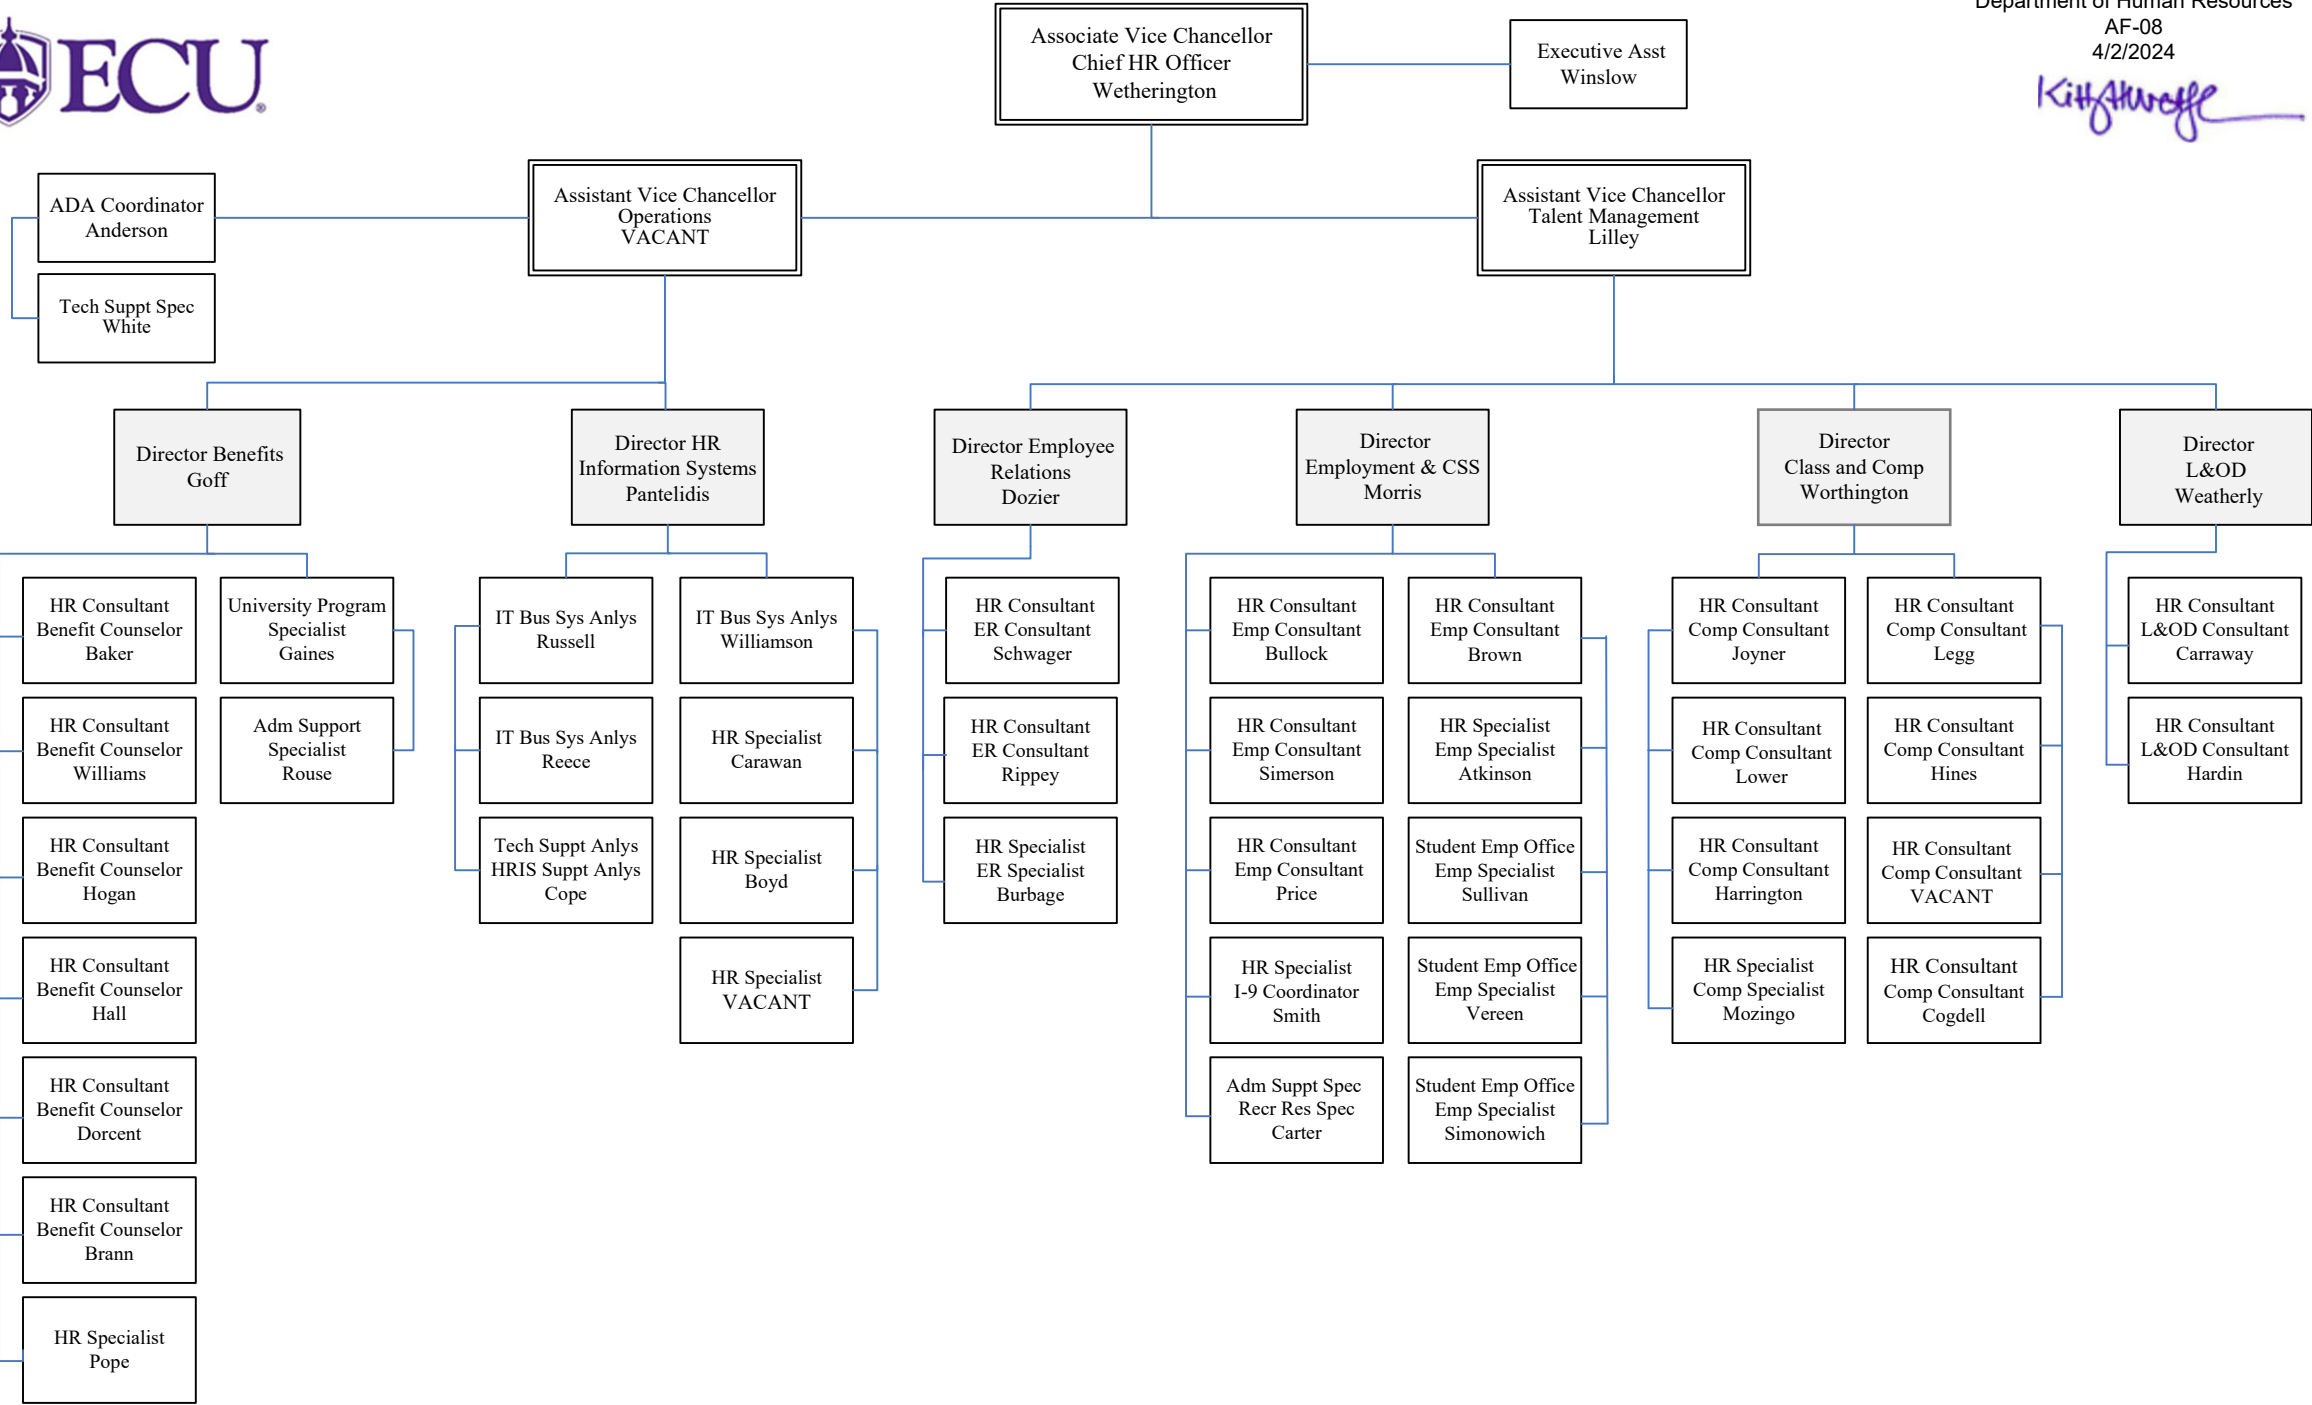 ECU
Department of Human Resources
AF-08
4/2/2024
Associate Vice Chancellor
Chief HR Officer
Wetherington
Executive Asst
Winslow
ADA Coordinator
Anderson
Assistant Vice Chancellor
Operations
VACANT
Assistant Vice Chancellor
Talent Management
Lilley
Tech Suppt Spec
White
Director Benefits
Goff
Director HR
Information Systems
Pantelidis
Director Employee
Relations
Dozier
Director
Employment & CSS
Morris
Director
Class and Comp
Worthington
Director
L&OD
Weatherly
HR Consultant
Benefit Counselor
Baker
HR Consultant
Benefit Counselor
Williams
HR Consultant
Benefit Counselor
Hogan
HR Consultant
Benefit Counselor
Hall
HR Consultant
Benefit Counselor
Dorcent
HR Consultant
Benefit Counselor
Brann
HR Specialist
Pope
University Program
Specialist
Gaines
Adm Support
Specialist
Rouse
IT Bus Sys Anlys
Russell
IT Bus Sys Anlys
Reece
Tech Suppt Anlys
HRIS Suppt Anlys
Cope
IT Bus Sys Anlys
Williamson
HR Specialist
Carawan
HR Specialist
Boyd
HR Specialist
VACANT
HR Consultant
ER Consultant
Schwager
HR Consultant
ER Consultant
Rippey
HR Specialist
ER Specialist
Burbage
HR Consultant
Emp Consultant
Bullock
HR Consultant
Emp Consultant
Simerson
HR Consultant
Emp Consultant
Price
HR Specialist
I-9 Coordinator
Smith
Adm Suppt Spec
Recr Res Spec
Carter
HR Consultant
Emp Consultant
Brown
HR Specialist
Emp Specialist
Atkinson
Student Emp Office
Emp Specialist
Sullivan
Student Emp Office
Emp Specialist
Vereen
Student Emp Office
Emp Specialist
Simonowich
HR Consultant
Comp Consultant
Joyner
HR Consultant
Comp Consultant
Lower
HR Consultant
Comp Consultant
Harrington
HR Specialist
Comp Specialist
Mozingo
HR Consultant
Comp Consultant
Legg
HR Consultant
Comp Consultant
Hines
HR Consultant
Comp Consultant
VACANT
HR Consultant
Comp Consultant
Cogdell
HR Consultant
L&OD Consultant
Carraway
HR Consultant
L&OD Consultant
Hardin